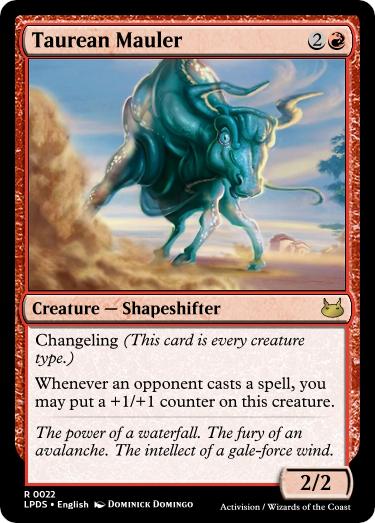 Taurean Mauler 2
Creature — Shapeshifter
Changeling (This card is every creature
type.)
Whenever an opponent casts a spell, you
may put a +1/+1 counter on this creature.
The power of a waterfall. The fury of an
avalanche. The intellect of a gale-force wind.
2/2
R 0022
LPDS • English DOMINICK DOMINGO
Activision / Wizards of the Coast